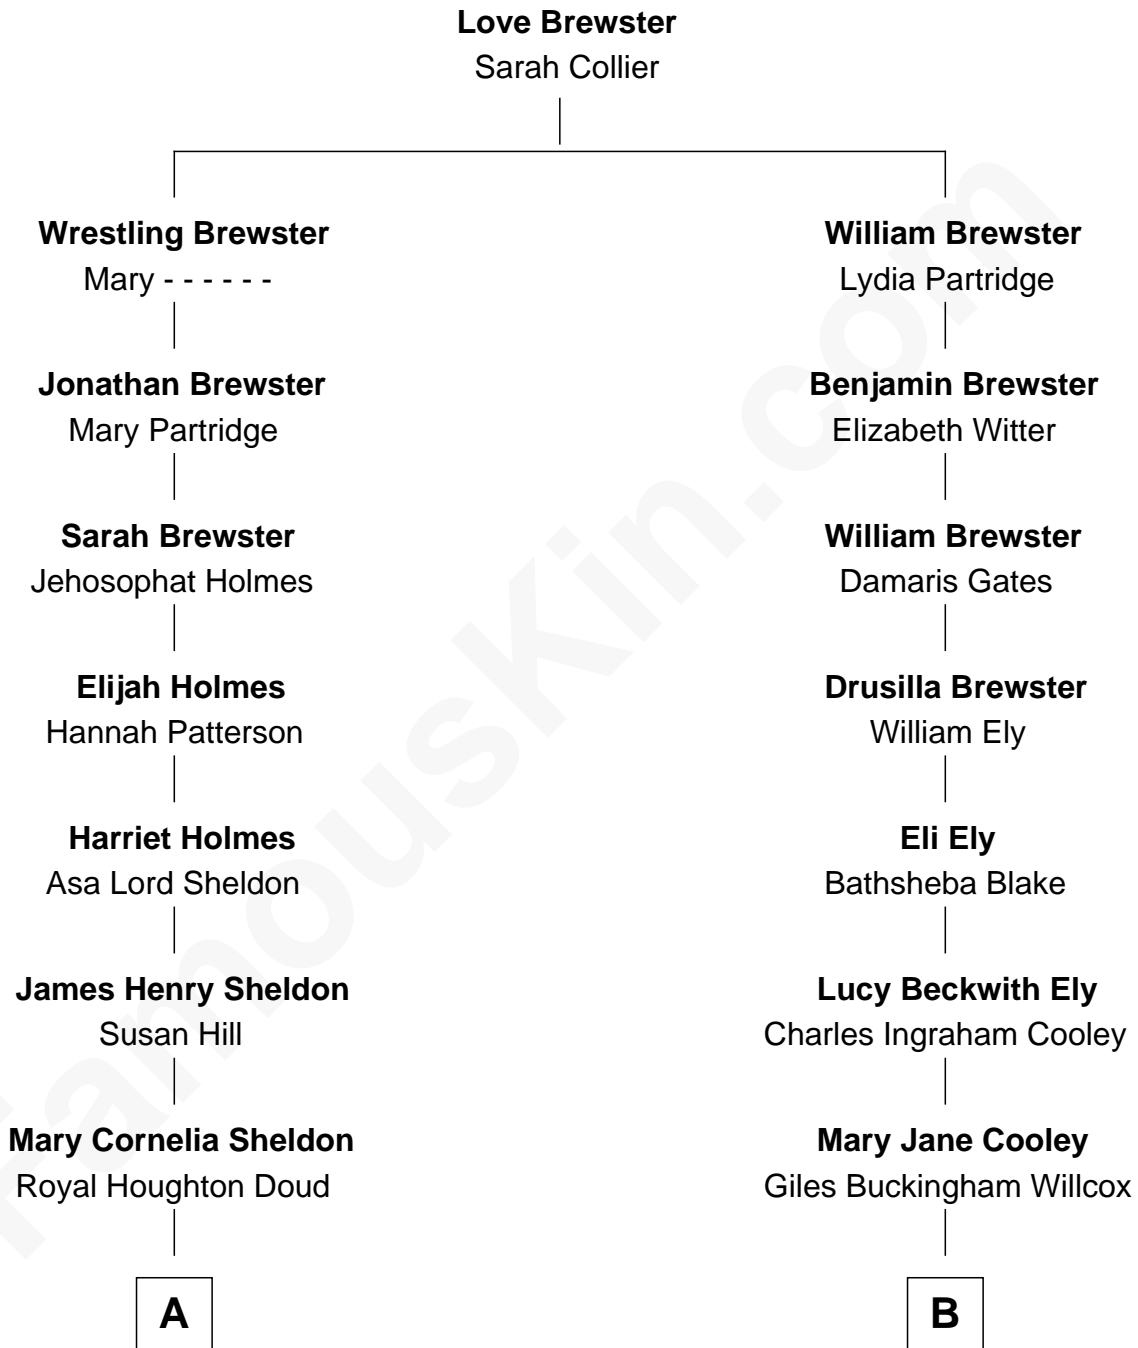 Love Brewster
Sarah Collier
Wrestling Brewster
Mary - - - - - -
William Brewster
Lydia Partridge
Jonathan Brewster
Mary Partridge
Benjamin Brewster
Elizabeth Witter
Sarah Brewster
Jehosophat Holmes
William Brewster
Damaris Gates
Elijah Holmes
Hannah Patterson
Drusilla Brewster
William Ely
Harriet Holmes
Asa Lord Sheldon
Eli Ely
Bathsheba Blake
James Henry Sheldon
Susan Hill
Lucy Beckwith Ely
Charles Ingraham Cooley
Mary Cornelia Sheldon
Royal Houghton Doud
Mary Jane Cooley
Giles Buckingham Willcox
A
B
FamousKin.com